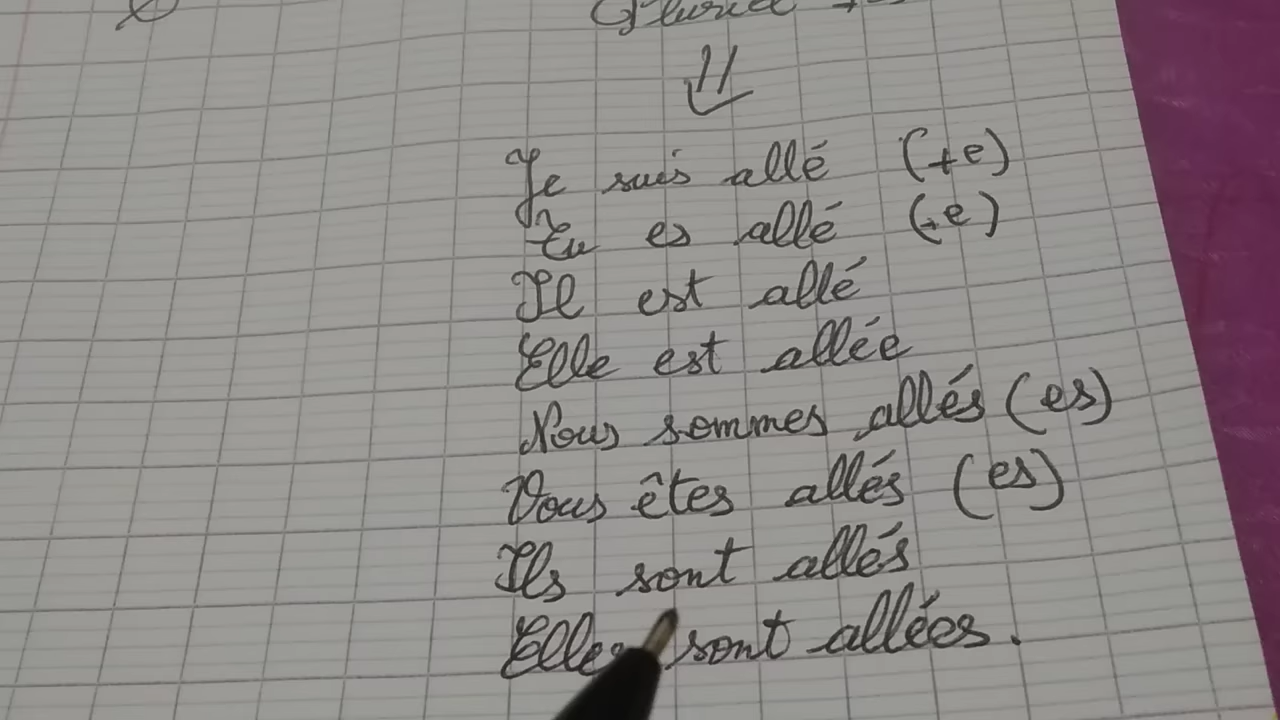 Pluriel
Je suis allé (+e)
Tu es allé (+e)
Il est allé
Elle est allée
Nous sommes allés (es)
Vous êtes allés (es)
Ils sont allés
Elles sont allées.